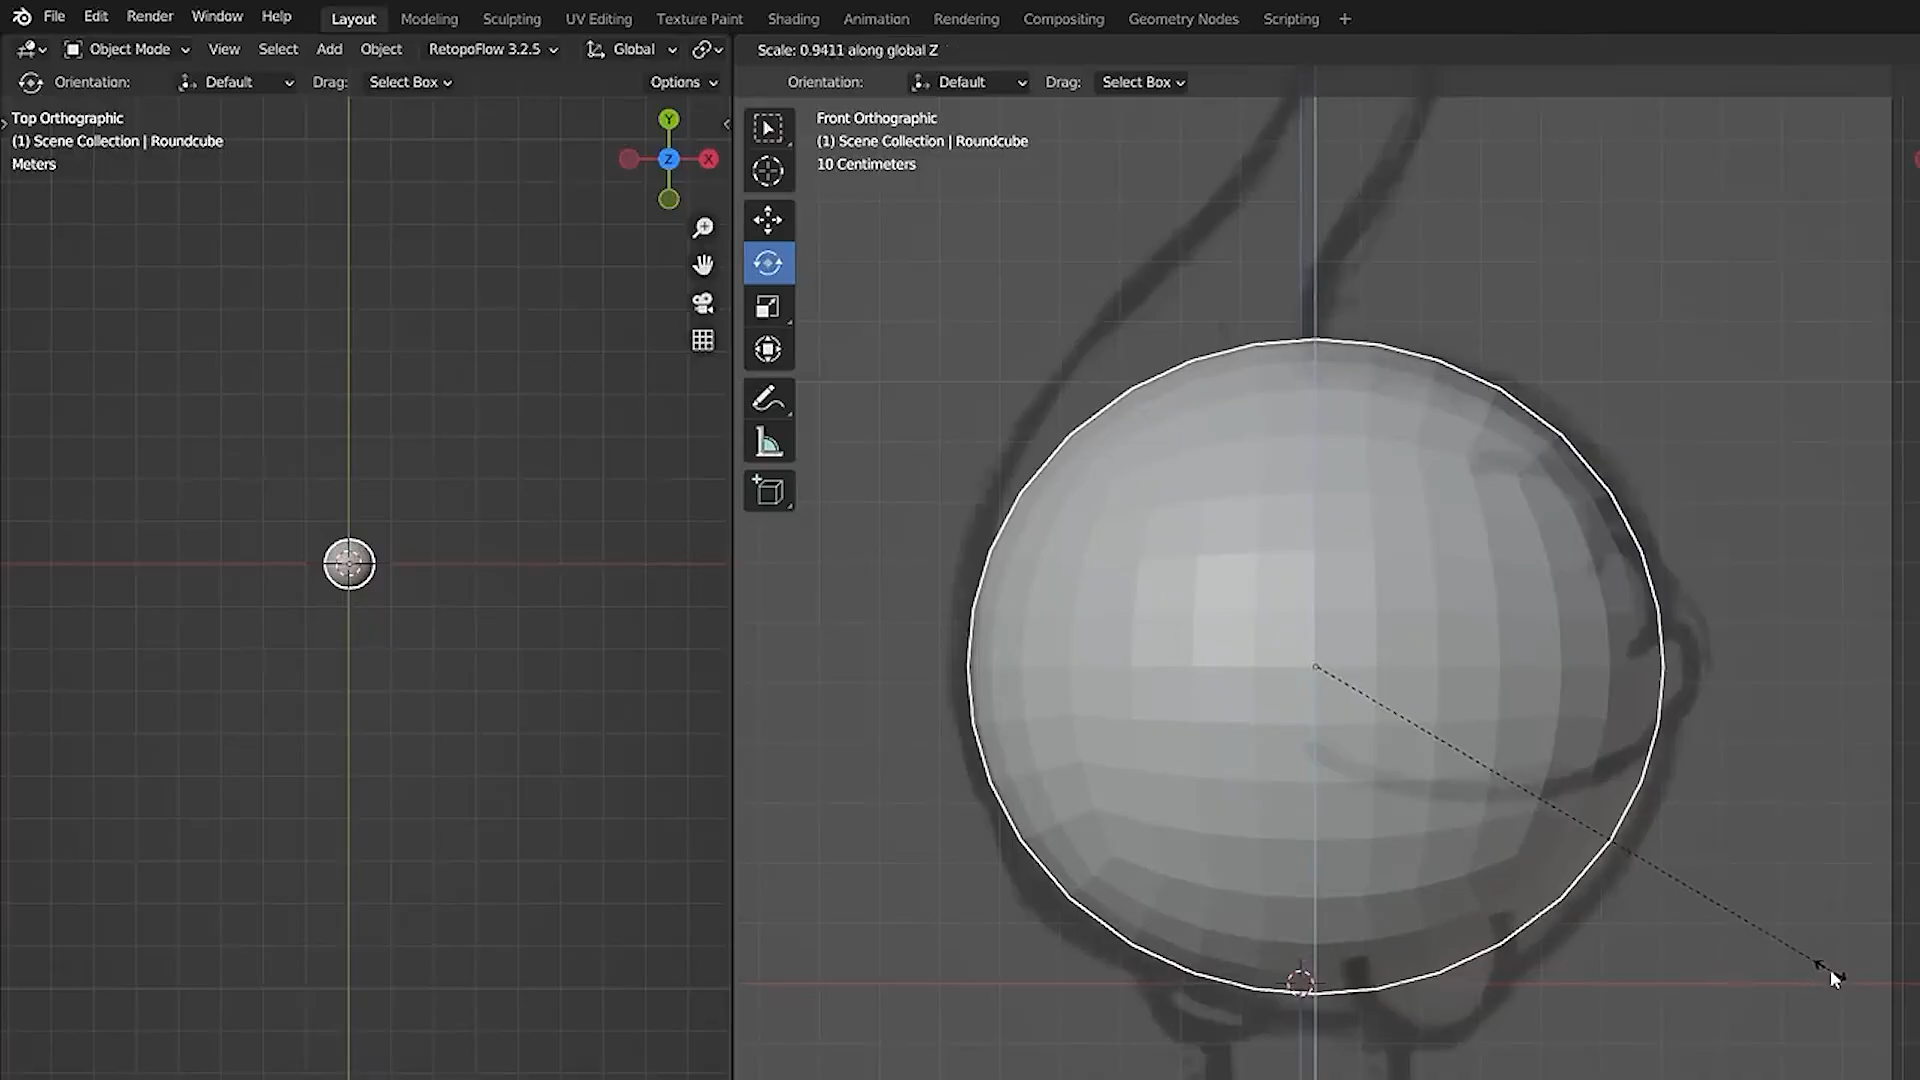 File Edit Render Window Help Layout Modeling Sculpting UV Editing Texture Paint Shading Animation Rendering Compositing Geometry Nodes Scripting +
Object Mode View Select Add Object RetopoFlow 3.2.5 Global
Scale: 0.9411 along global Z
Orientation: Default Drag: Select Box Options
Orientation: Default Drag: Select Box
Top Orthographic
(1) Scene Collection | Roundcube
Meters
Y
Z
X
Front Orthographic
(1) Scene Collection | Roundcube
10 Centimeters